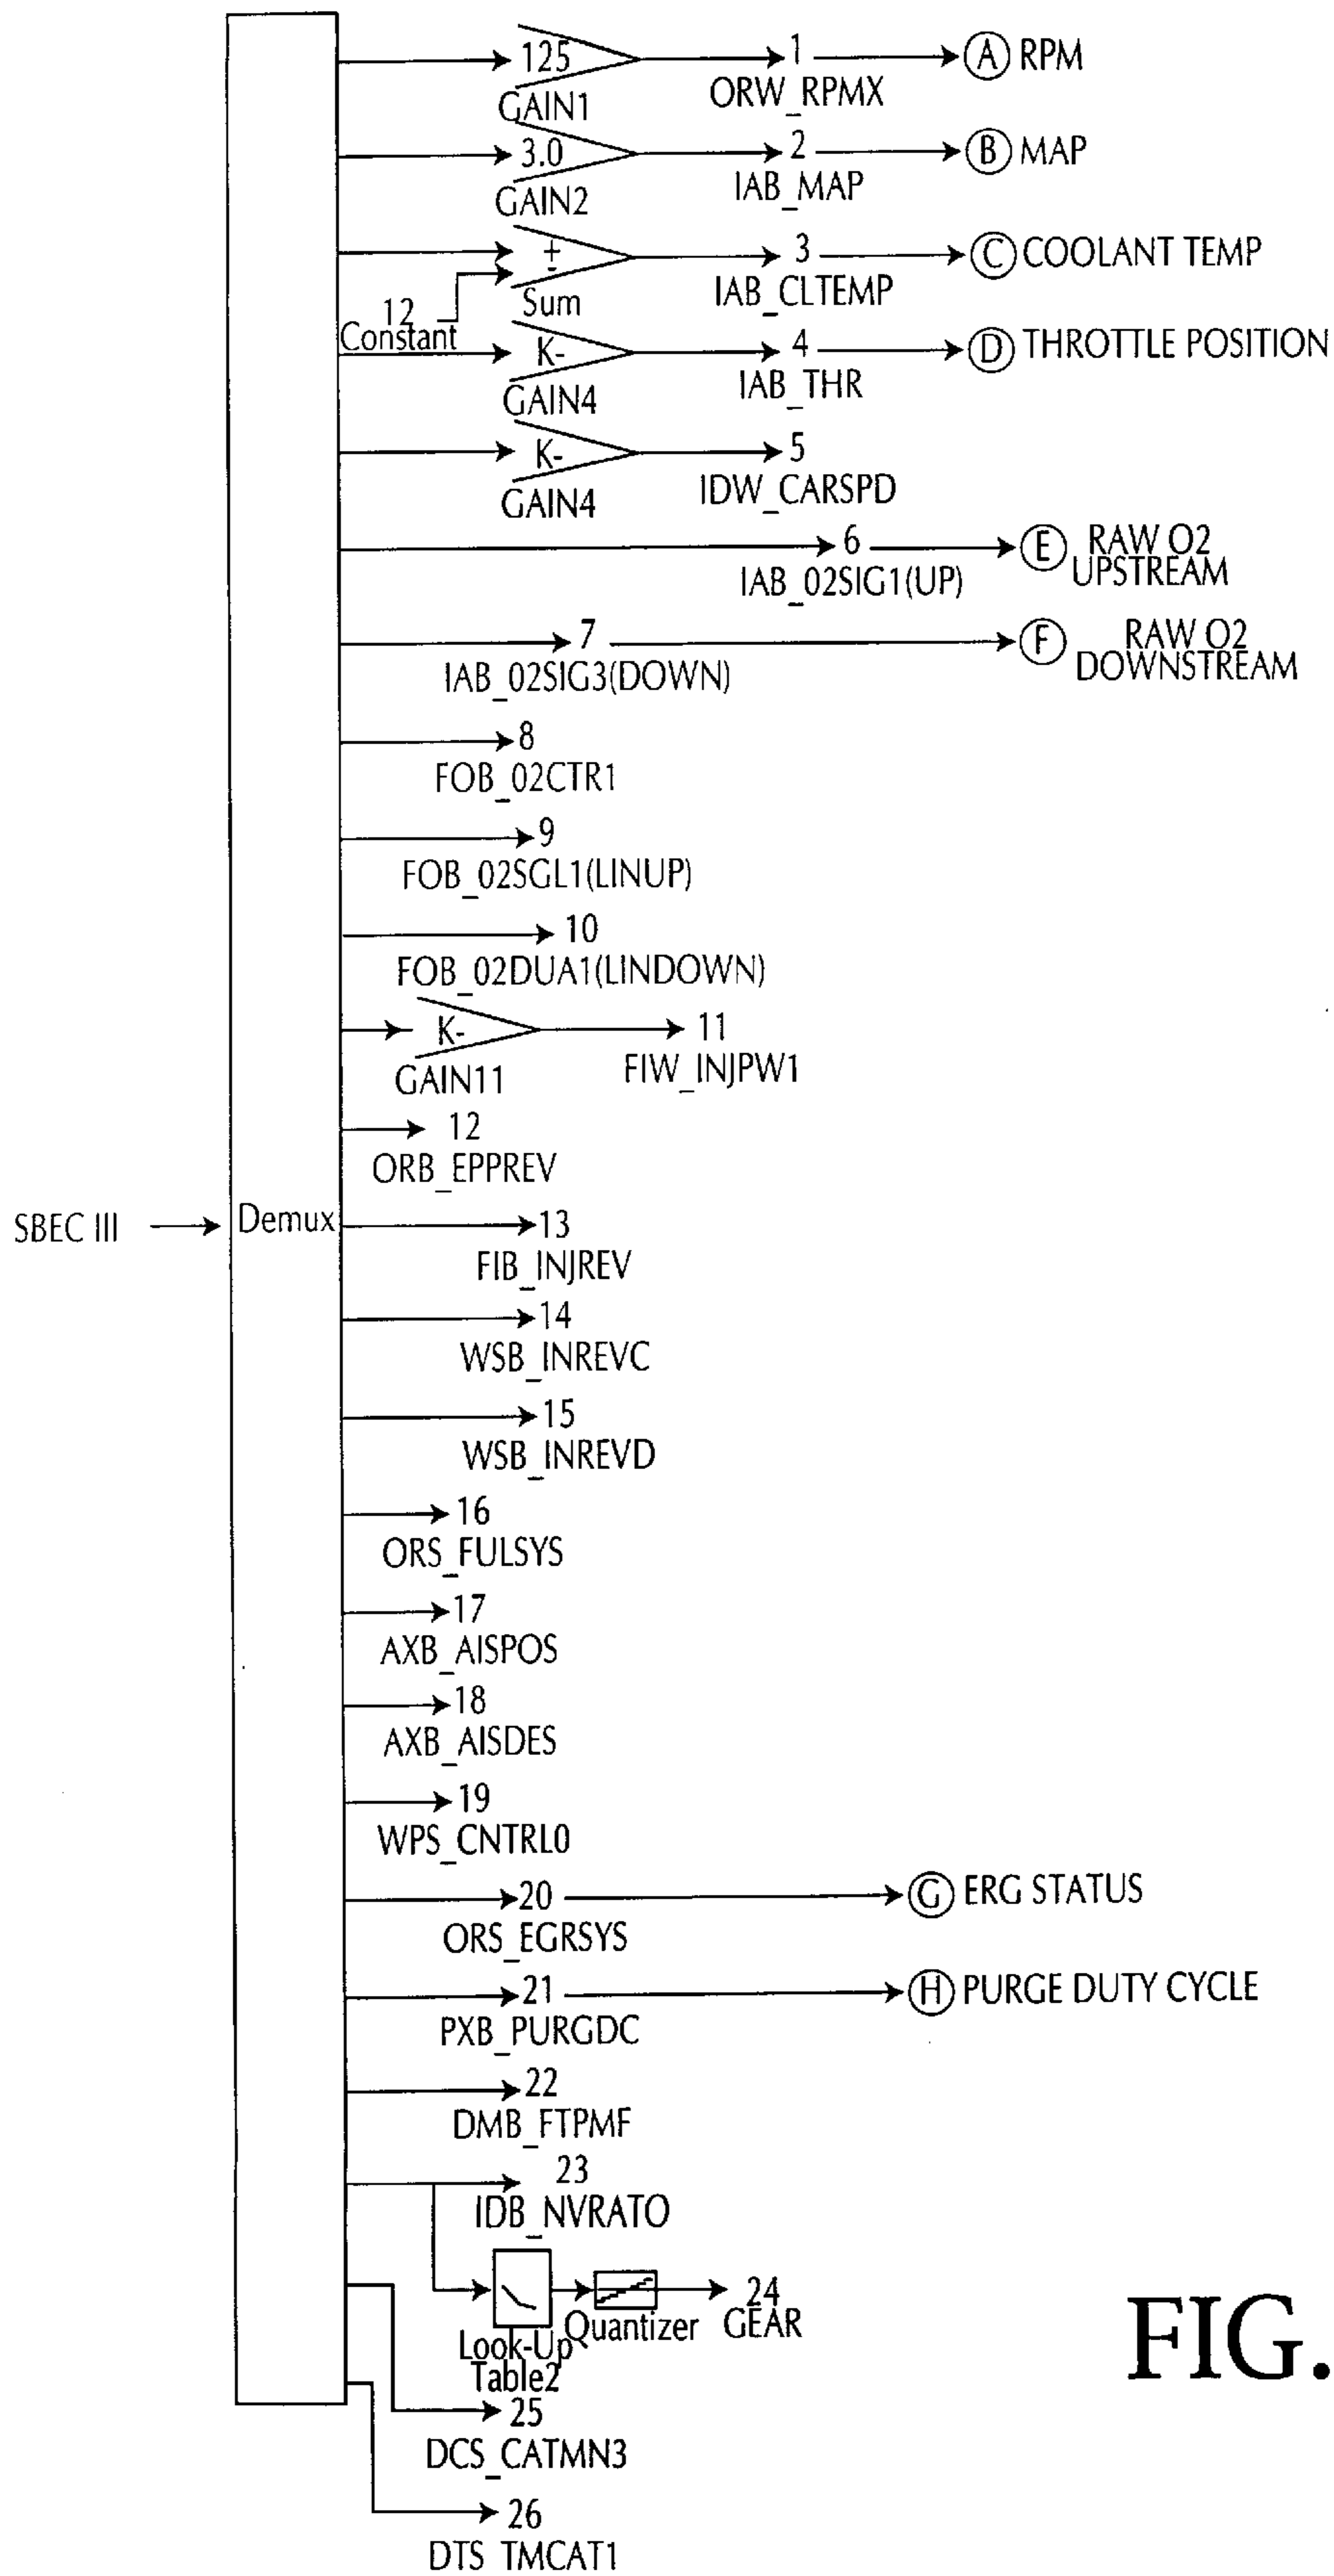 125
GAIN1
1
ORW_RPMX
A RPM
3.0
GAIN2
2
IAB_MAP
B MAP
+
-
Sum
3
IAB_CLTEMP
C COOLANT TEMP
12
Constant
K-
GAIN4
4
IAB_THR
D THROTTLE POSITION
K-
GAIN4
5
IDW_CARSPD
6
IAB_02SIG1(UP)
E RAW O2
UPSTREAM
7
IAB_02SIG3(DOWN)
F RAW O2
DOWNSTREAM
8
FOB_02CTR1
9
FOB_02SGL1(LINUP)
10
FOB_02DUA1(LINDOWN)
K-
GAIN11
11
FIW_INJPW1
12
ORB_EPPREV
SBEC III
Demux
13
FIB_INJREV
14
WSB_INREVC
15
WSB_INREVD
16
ORS_FULSYS
17
AXB_AISPOS
18
AXB_AISDES
19
WPS_CNTRL0
20
ORS_EGRSYS
G ERG STATUS
21
PXB_PURGDC
H PURGE DUTY CYCLE
22
DMB_FTPMF
23
IDB_NVRATO
Look-Up
Table2
Quantizer
24
GEAR
25
DCS_CATMN3
26
DTS_TMCAT1
FIG.